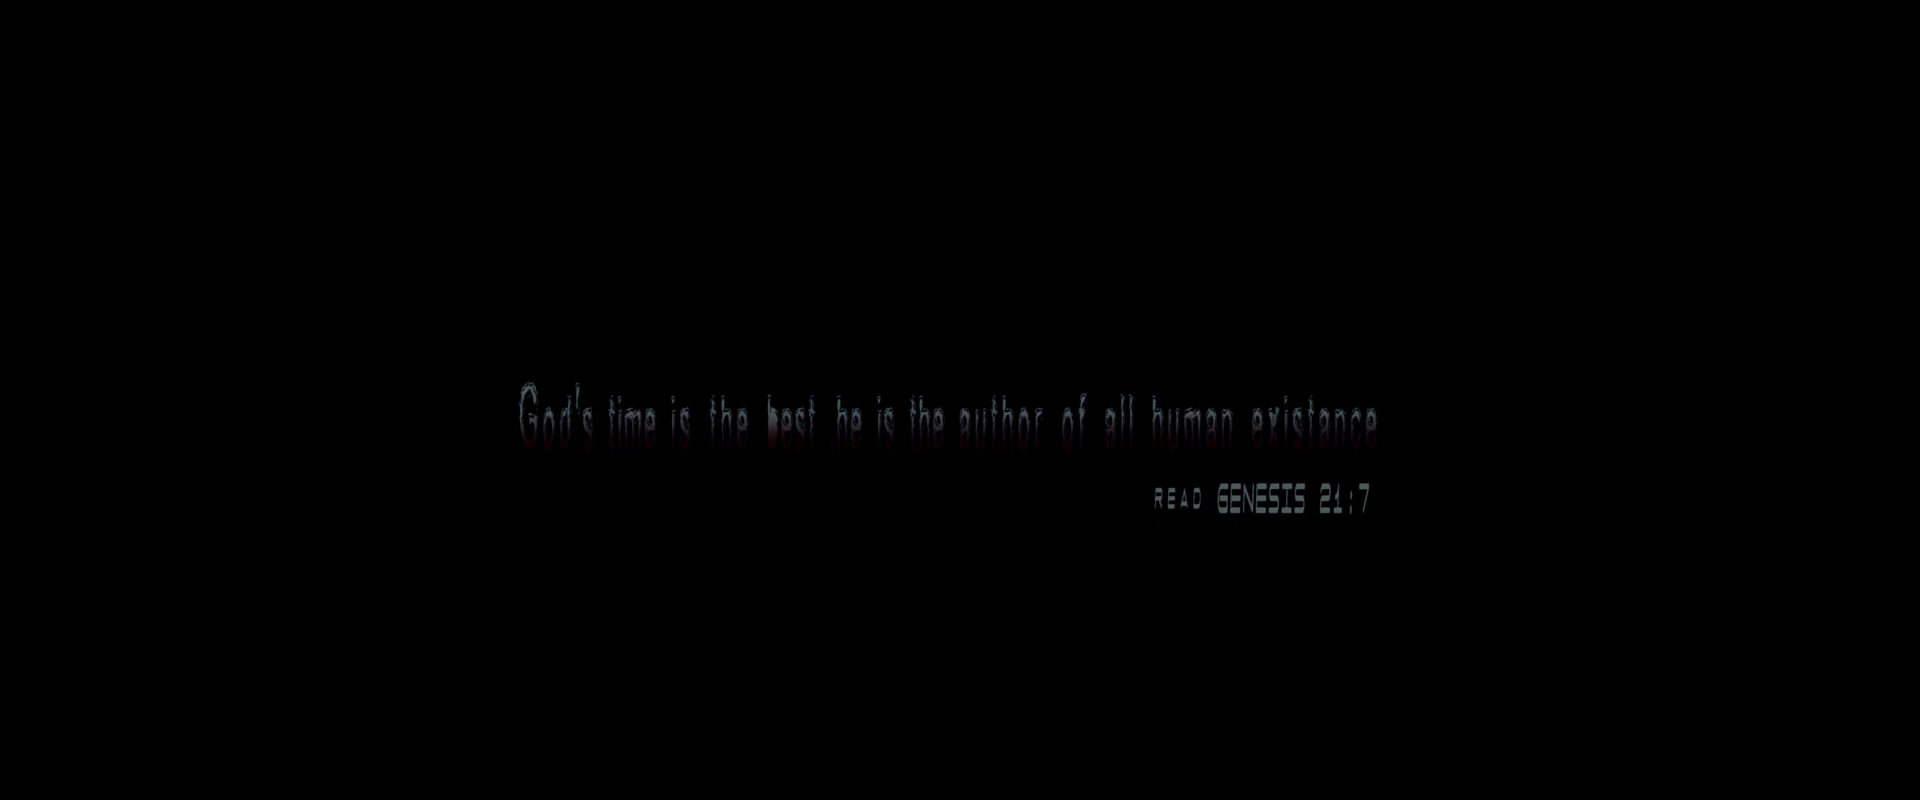 God's time is the best he is the author of all human existance
READ GENESIS 21:7